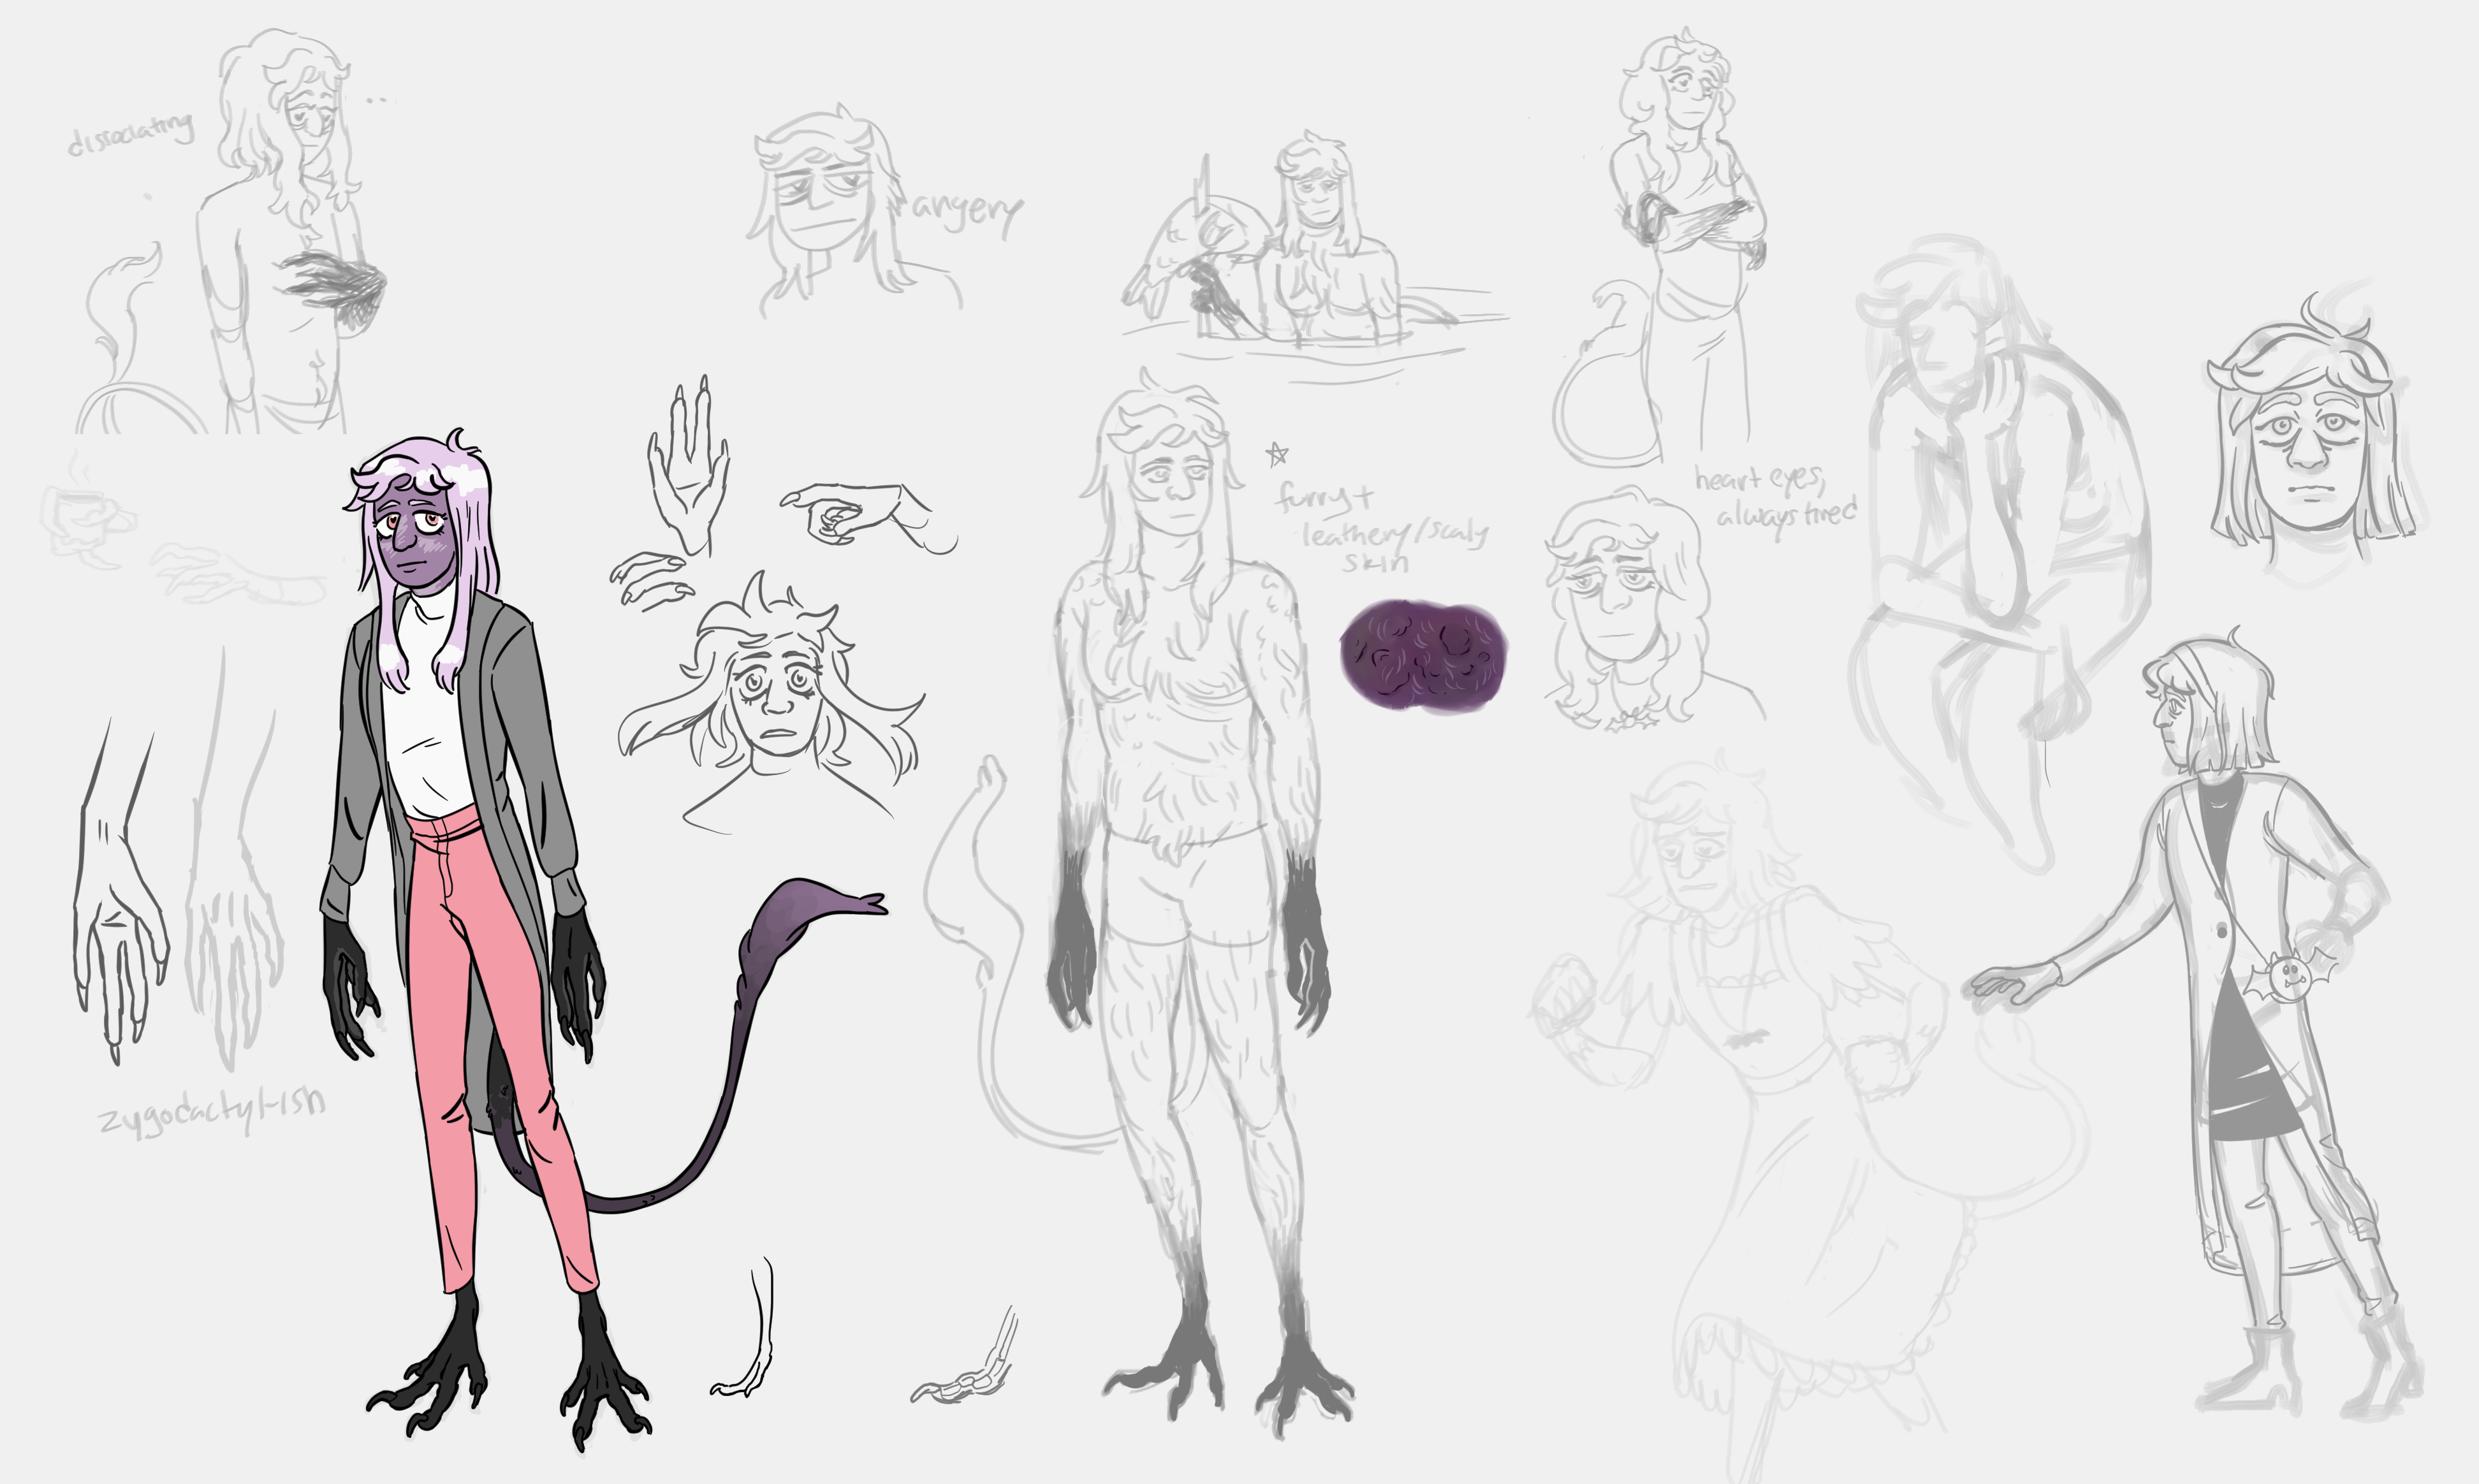 dissociating
angery
heart eyes,
always tired
furry +
leathery/scaly
skin
zygodactyl-ish